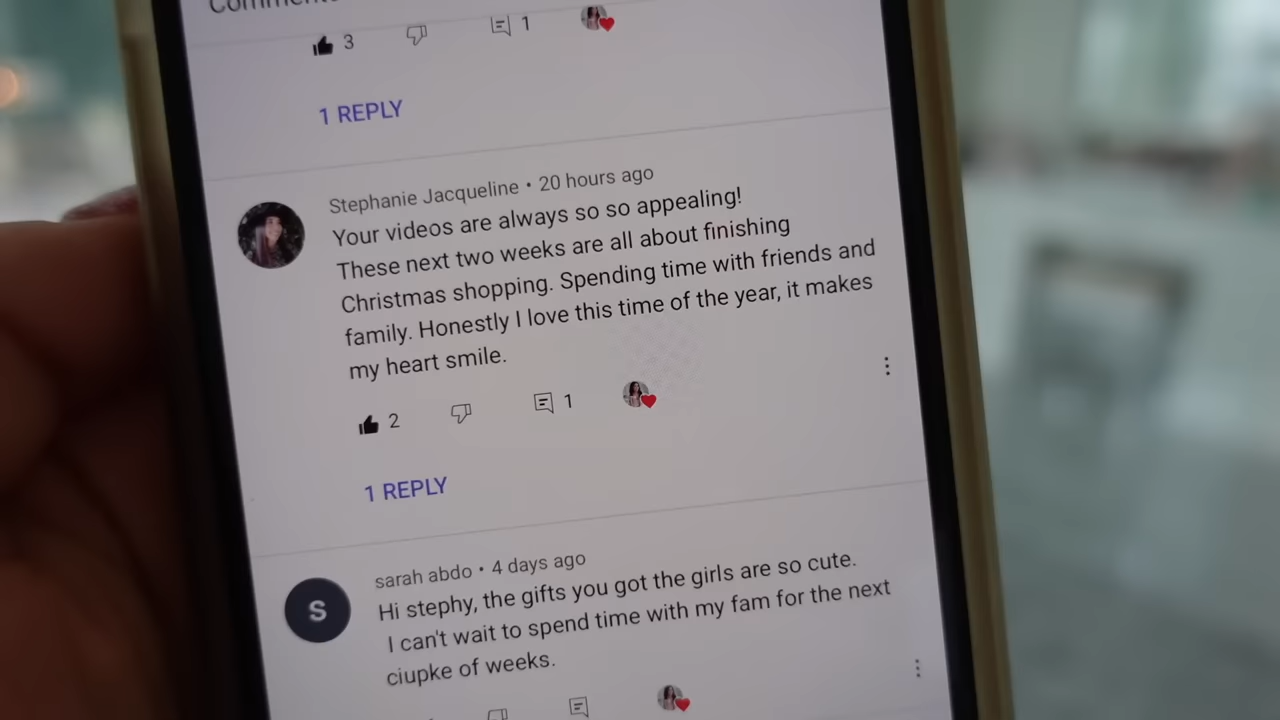 Comments
3
1
1 REPLY
Stephanie Jacqueline • 20 hours ago
Your videos are always so so appealing!
These next two weeks are all about finishing
Christmas shopping. Spending time with friends and
family. Honestly I love this time of the year, it makes
my heart smile.
2
1
1 REPLY
S
sarah abdo • 4 days ago
Hi stephy, the gifts you got the girls are so cute.
I can't wait to spend time with my fam for the next
ciupke of weeks.